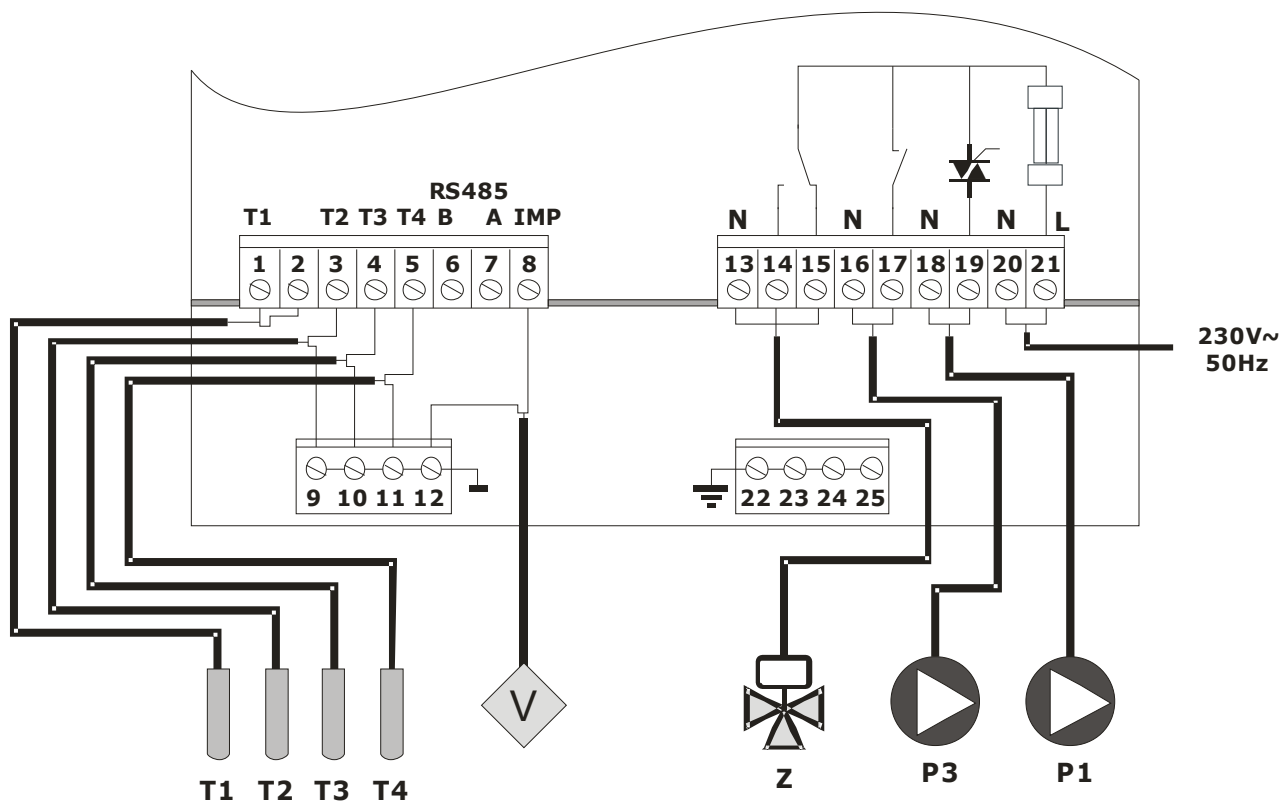 RS485
T1 T2 T3 T4 B A IMP
N N N N L
1 2 3 4 5 6 7 8
13 14 15 16 17 18 19 20 21
230V~
50Hz
9 10 11 12
22 23 24 25
V
T1 T2 T3 T4
Z
P3
P1